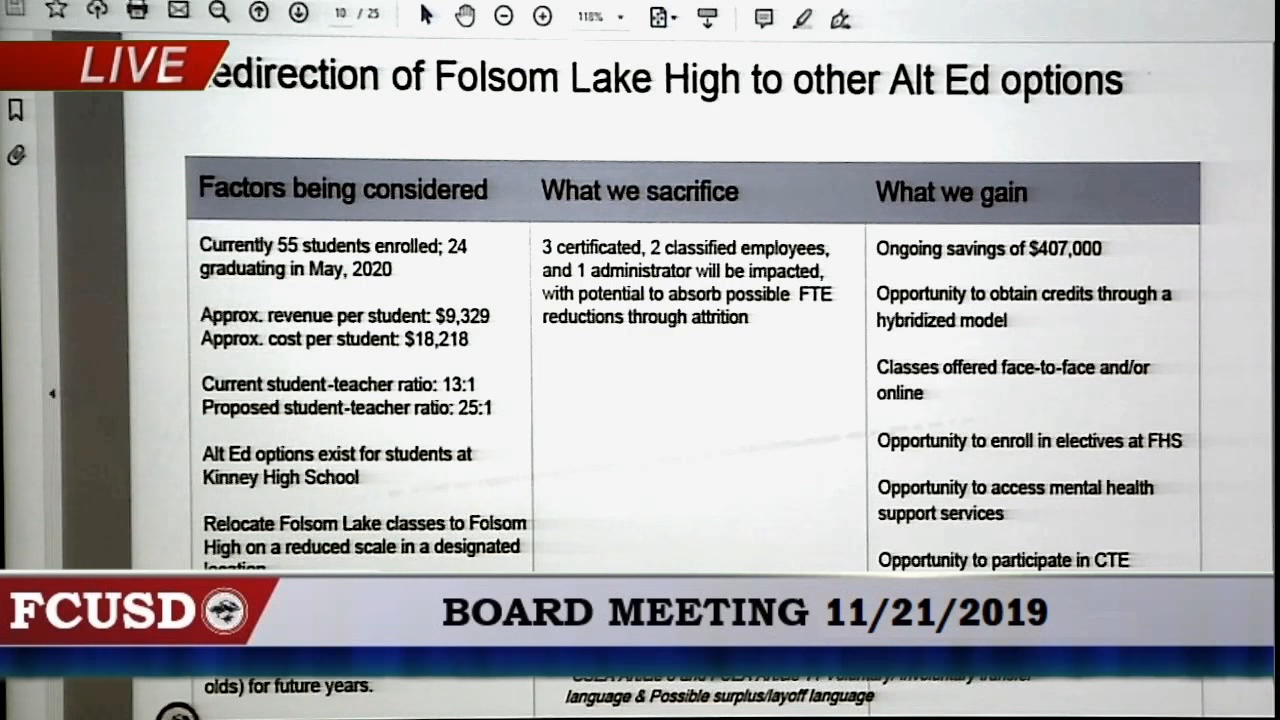 10 / 25
118%
LIVE
edirection of Folsom Lake High to other Alt Ed options
Factors being considered
What we sacrifice
What we gain
Currently 55 students enrolled; 24
graduating in May, 2020
Approx. revenue per student: $9,329
Approx. cost per student: $18,218
Current student-teacher ratio: 13:1
Proposed student-teacher ratio: 25:1
Alt Ed options exist for students at
Kinney High School
Relocate Folsom Lake classes to Folsom
High on a reduced scale in a designated
location
3 certificated, 2 classified employees,
and 1 administrator will be impacted,
with potential to absorb possible FTE
reductions through attrition
Ongoing savings of $407,000
Opportunity to obtain credits through a
hybridized model
Classes offered face-to-face and/or
online
Opportunity to enroll in electives at FHS
Opportunity to access mental health
support services
Opportunity to participate in CTE
FCUSD
BOARD MEETING 11/21/2019
olds) for future years.
language & Possible surplus/layoff language